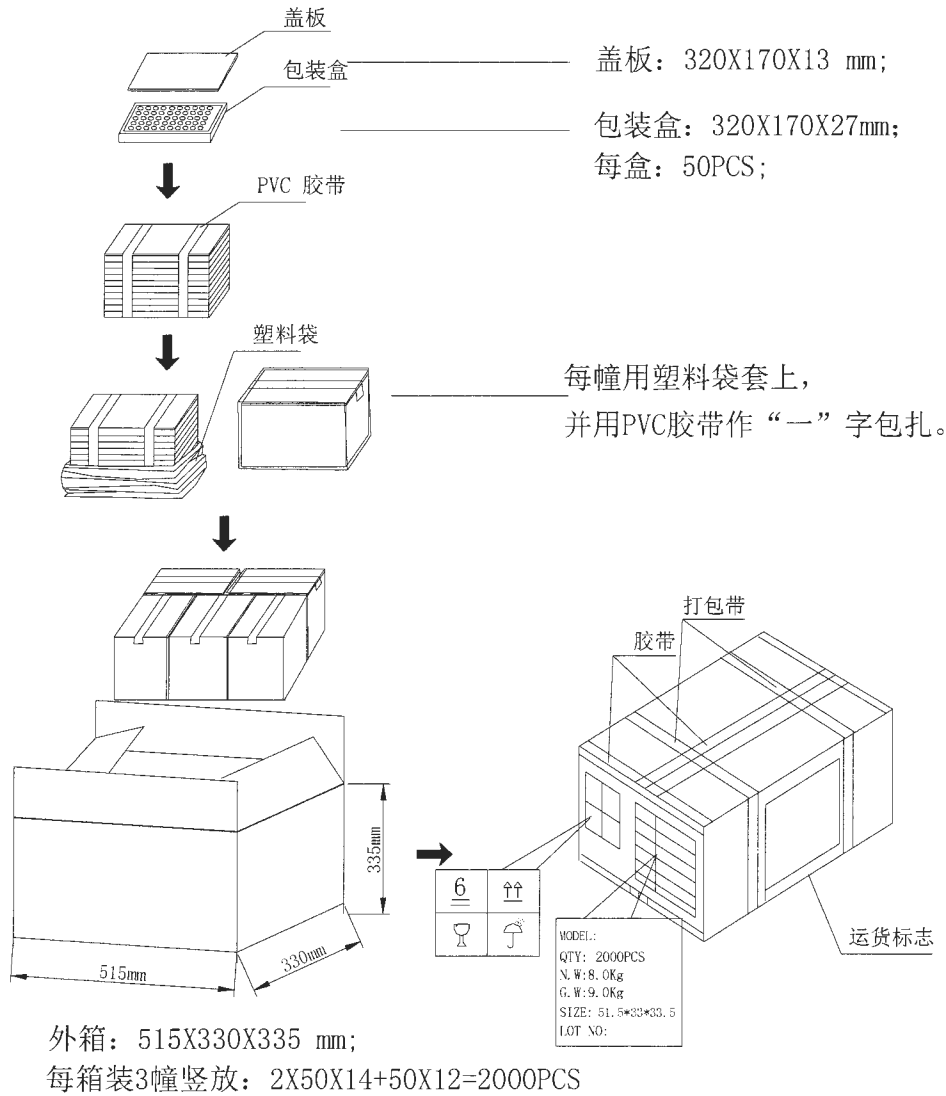 盖板
包装盒
盖板：320X170X13 mm;
包装盒：320X170X27mm;
每盒：50PCS;
PVC 胶带
塑料袋
每幢用塑料袋套上，
并用PVC胶带作“一”字包扎。
打包带
胶带
335mm
330mm
515mm
6
MODEL:
QTY: 2000PCS
N.W:8.0Kg
G.W:9.0Kg
SIZE: 51.5*33*33.5
LOT NO:
运货标志
外箱：515X330X335 mm;
每箱装3幢竖放：2X50X14+50X12=2000PCS